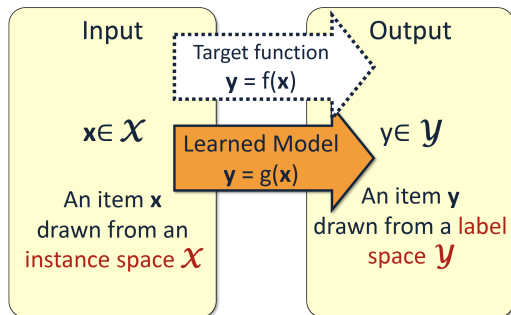 Input
Target function
y = f(x)
Output
x∈ 𝒳
Learned Model
y = g(x)
y∈ 𝒴
An item x
drawn from an
instance space 𝒳
An item y
drawn from a label
space 𝒴